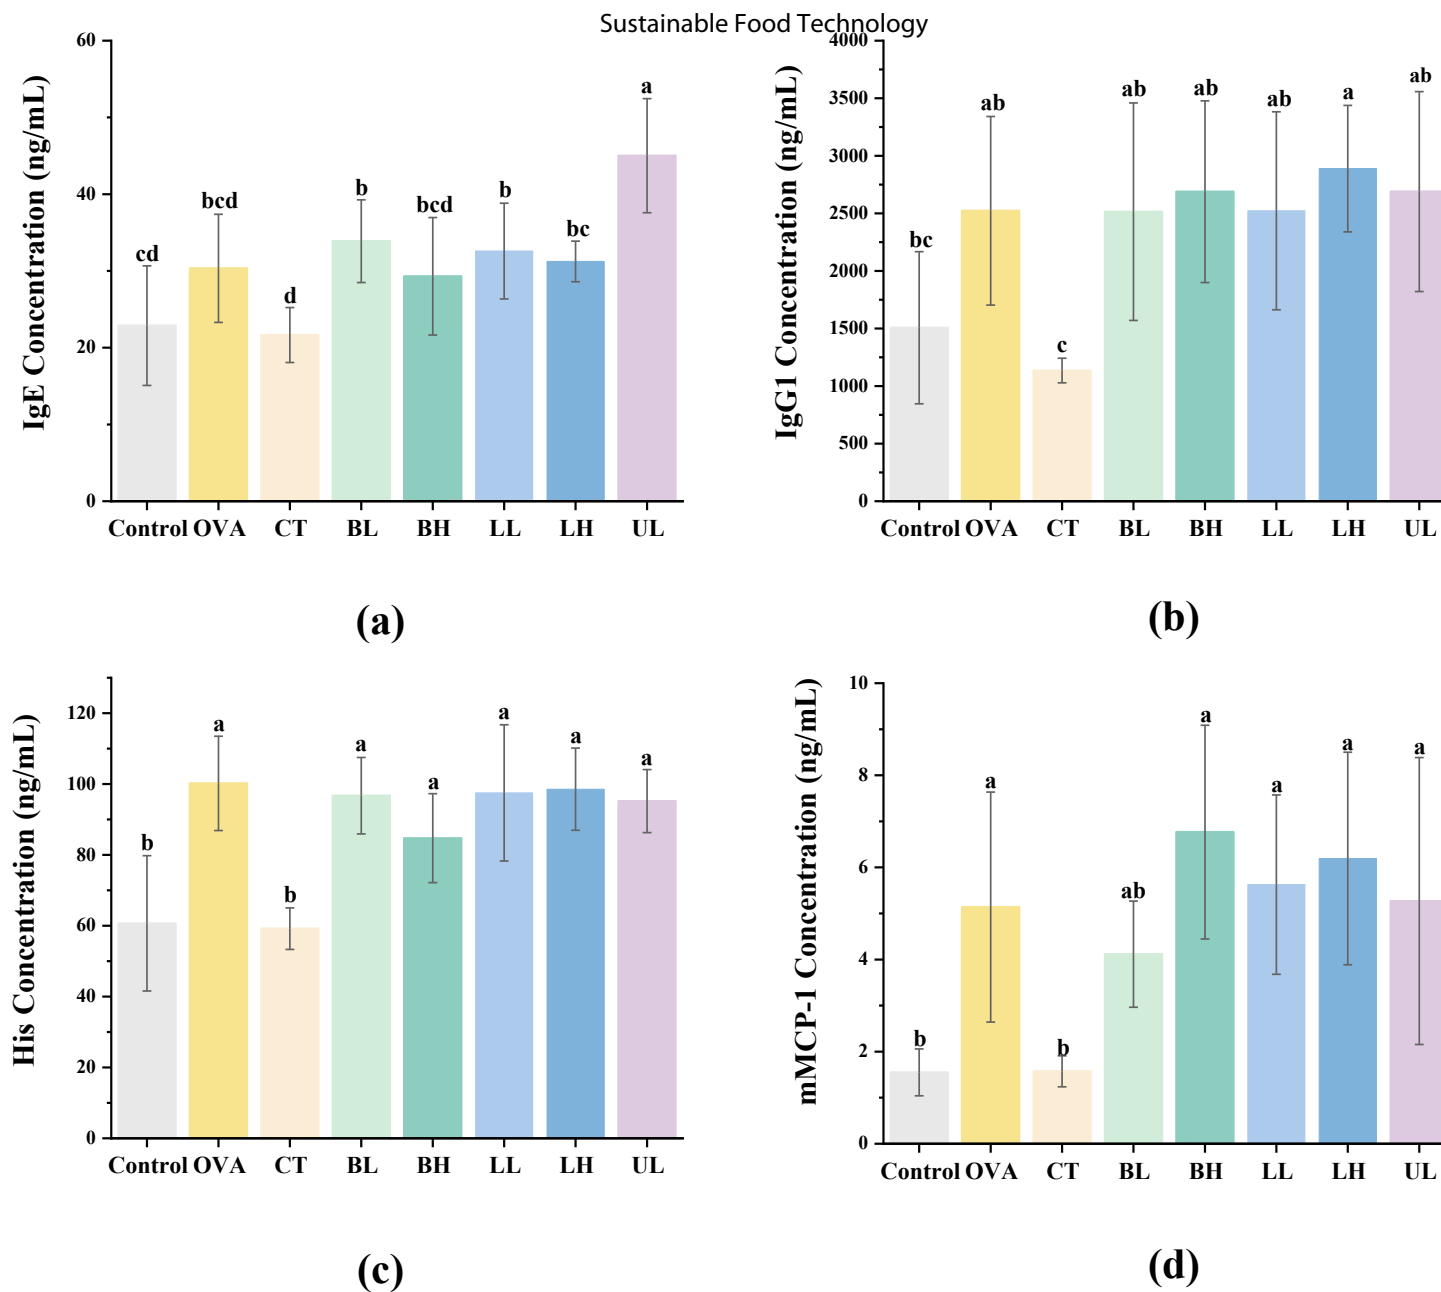 Sustainable Food Technology
IgE Concentration (ng/mL)
60
40
20
0
cd
bcd
d
b
bcd
b
bc
a
Control OVA CT BL BH LL LH UL
(a)
IgG1 Concentration (ng/mL)
4000
3500
3000
2500
2000
1500
1000
500
0
bc
ab
c
ab
ab
ab
a
ab
Control OVA CT BL BH LL LH UL
(b)
His Concentration (ng/mL)
120
100
80
60
40
20
0
b
a
b
a
a
a
a
a
Control OVA CT BL BH LL LH UL
(c)
mMCP-1 Concentration (ng/mL)
10
8
6
4
2
0
b
a
b
ab
a
a
a
a
Control OVA CT BL BH LL LH UL
(d)